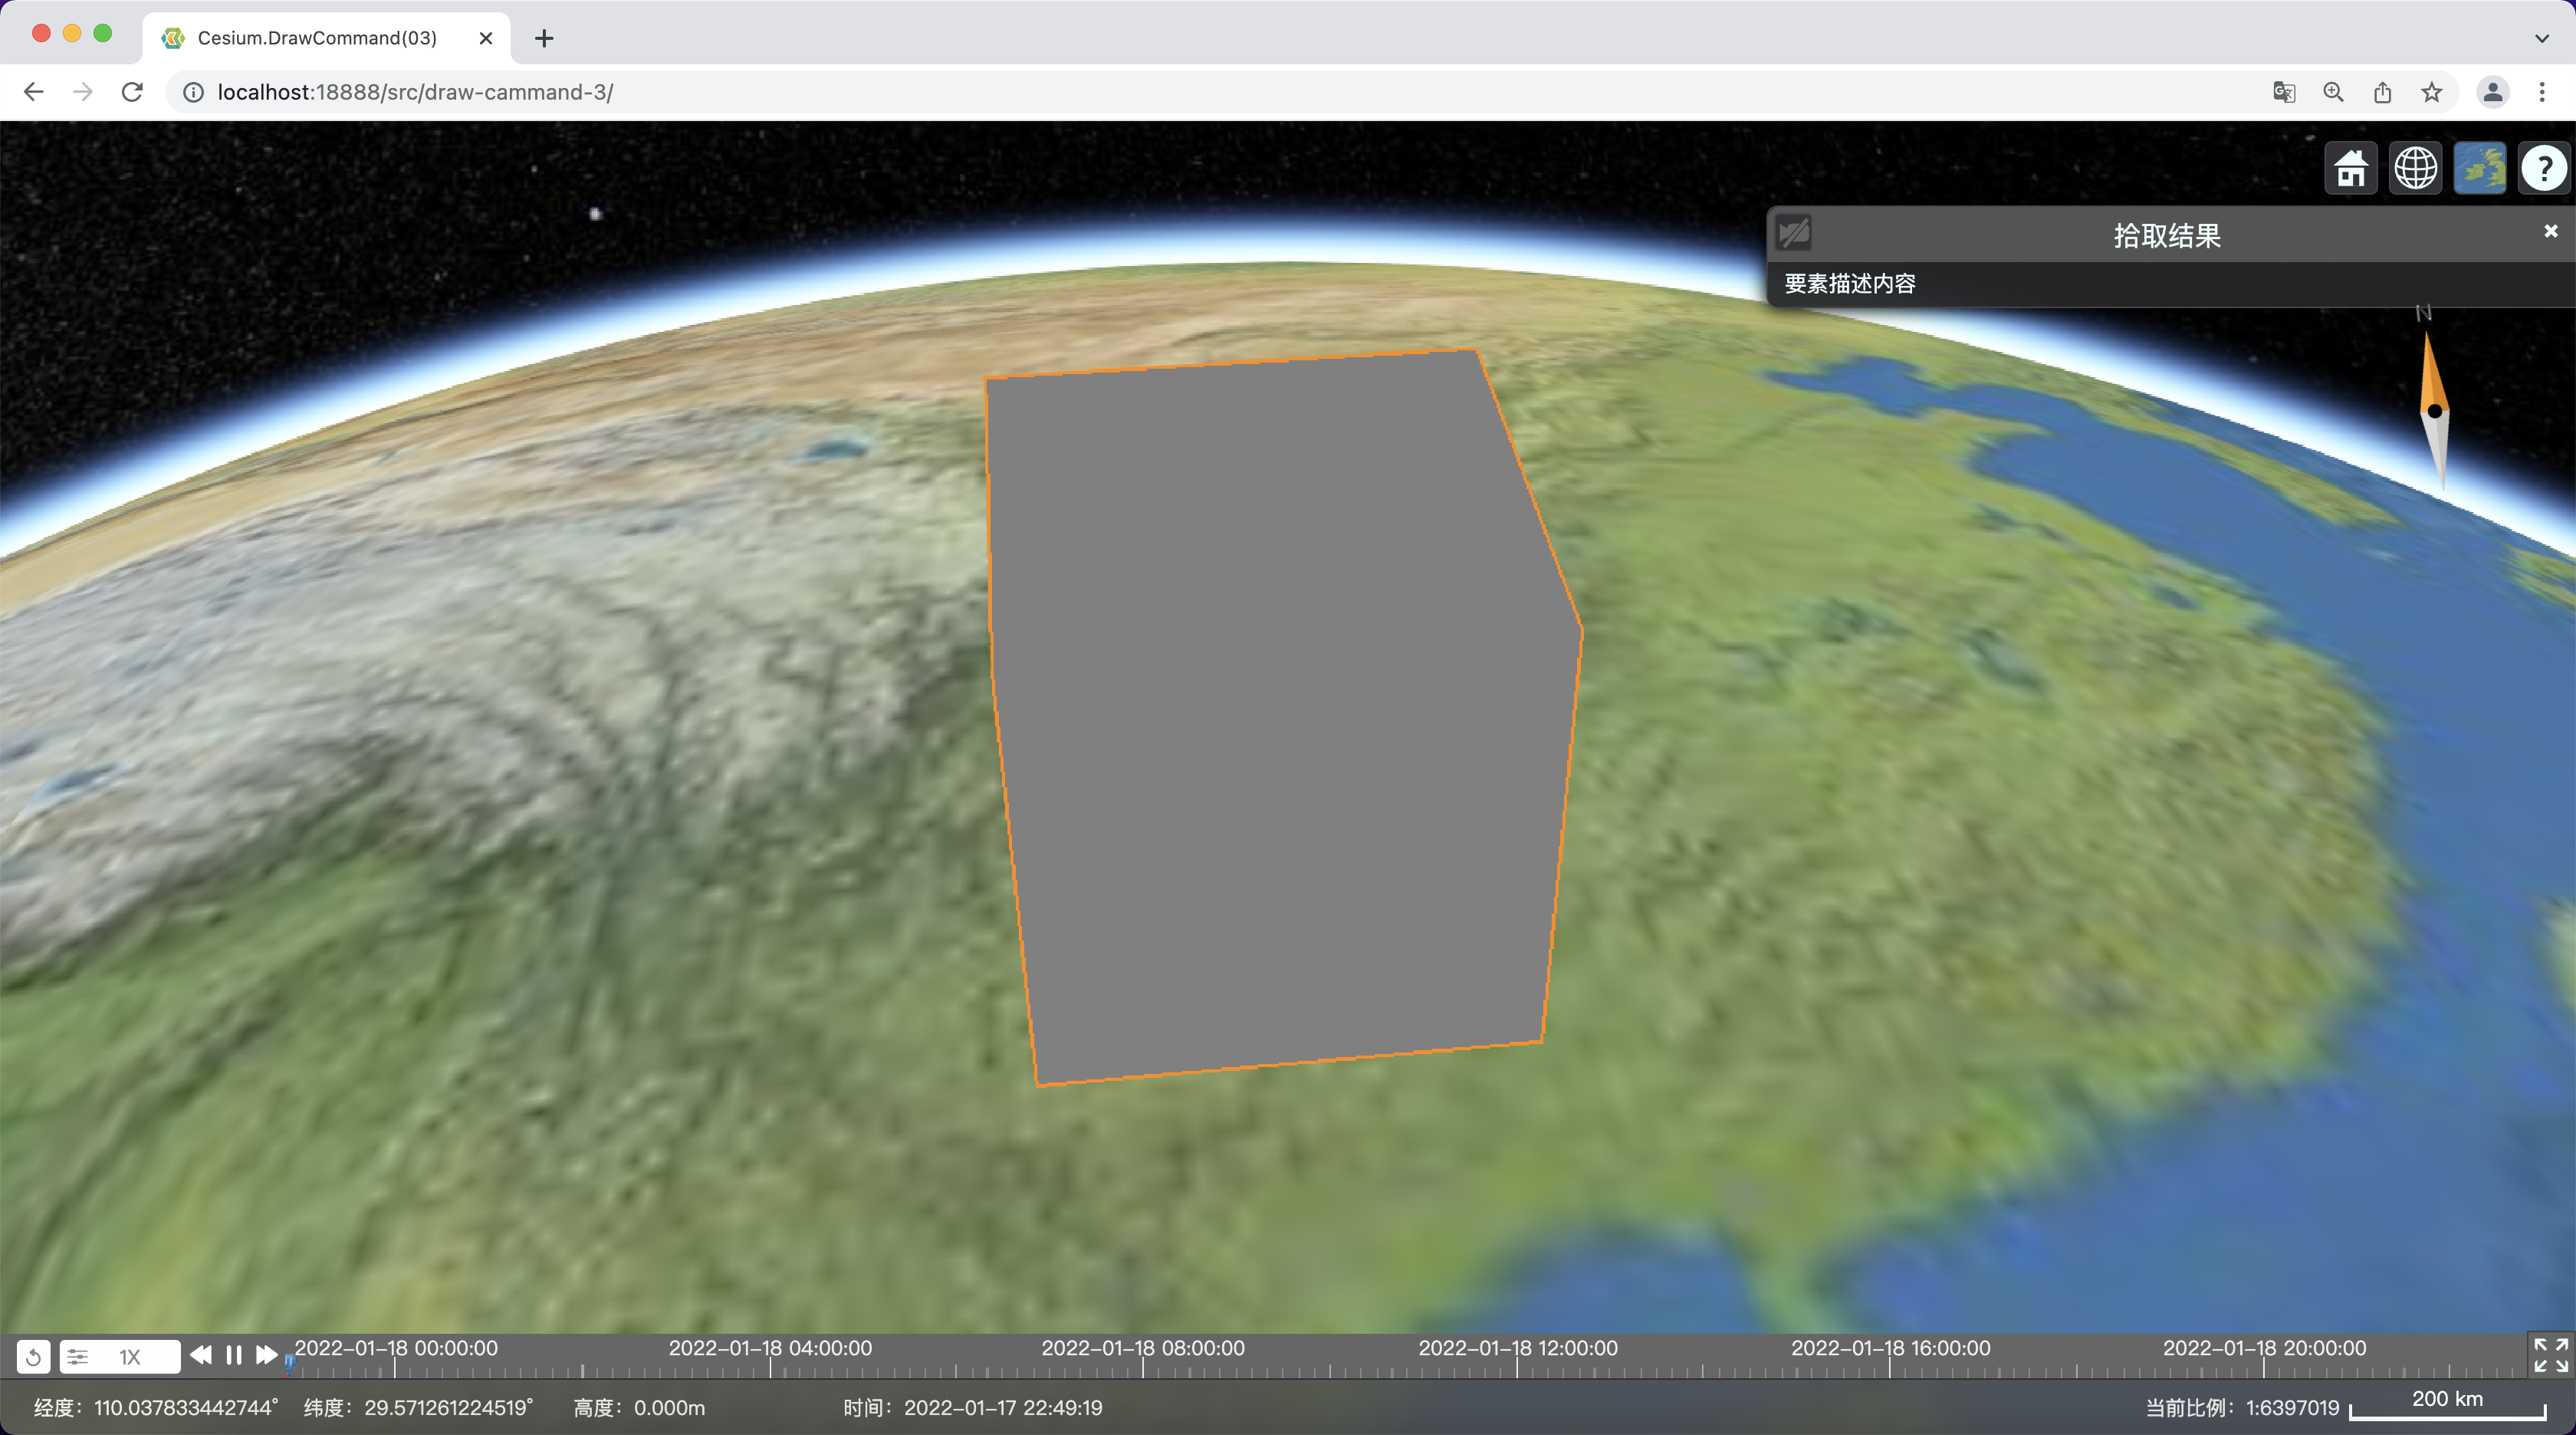 Cesium.DrawCommand(03)
localhost:18888/src/draw-cammand-3/
?
拾取结果
要素描述内容
N
1X
2022-01-18 00:00:00
2022-01-18 04:00:00
2022-01-18 08:00:00
2022-01-18 12:00:00
2022-01-18 16:00:00
2022-01-18 20:00:00
经度：110.037833442744° 纬度：29.571261224519° 高度：0.000m 时间：2022-01-17 22:49:19 当前比例：1:6397019 200 km